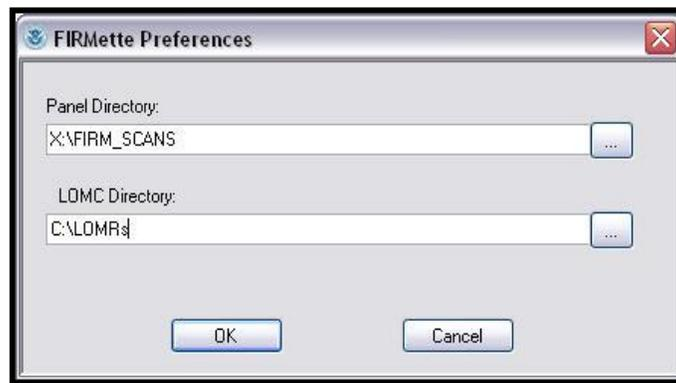 FIRMette Preferences
Panel Directory:
X:\FIRM_SCANS
...
LOMC Directory:
C:\LOMRs
...
OK
Cancel